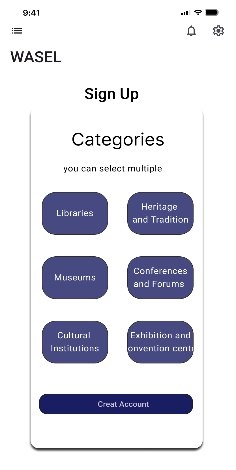 9:41
WASEL
Sign Up
Categories
you can select multiple
Libraries
Heritage
and Tradition
Museums
Conferences
and Forums
Cultural
Institutions
Exhibition and
onvention cent
Creat Account